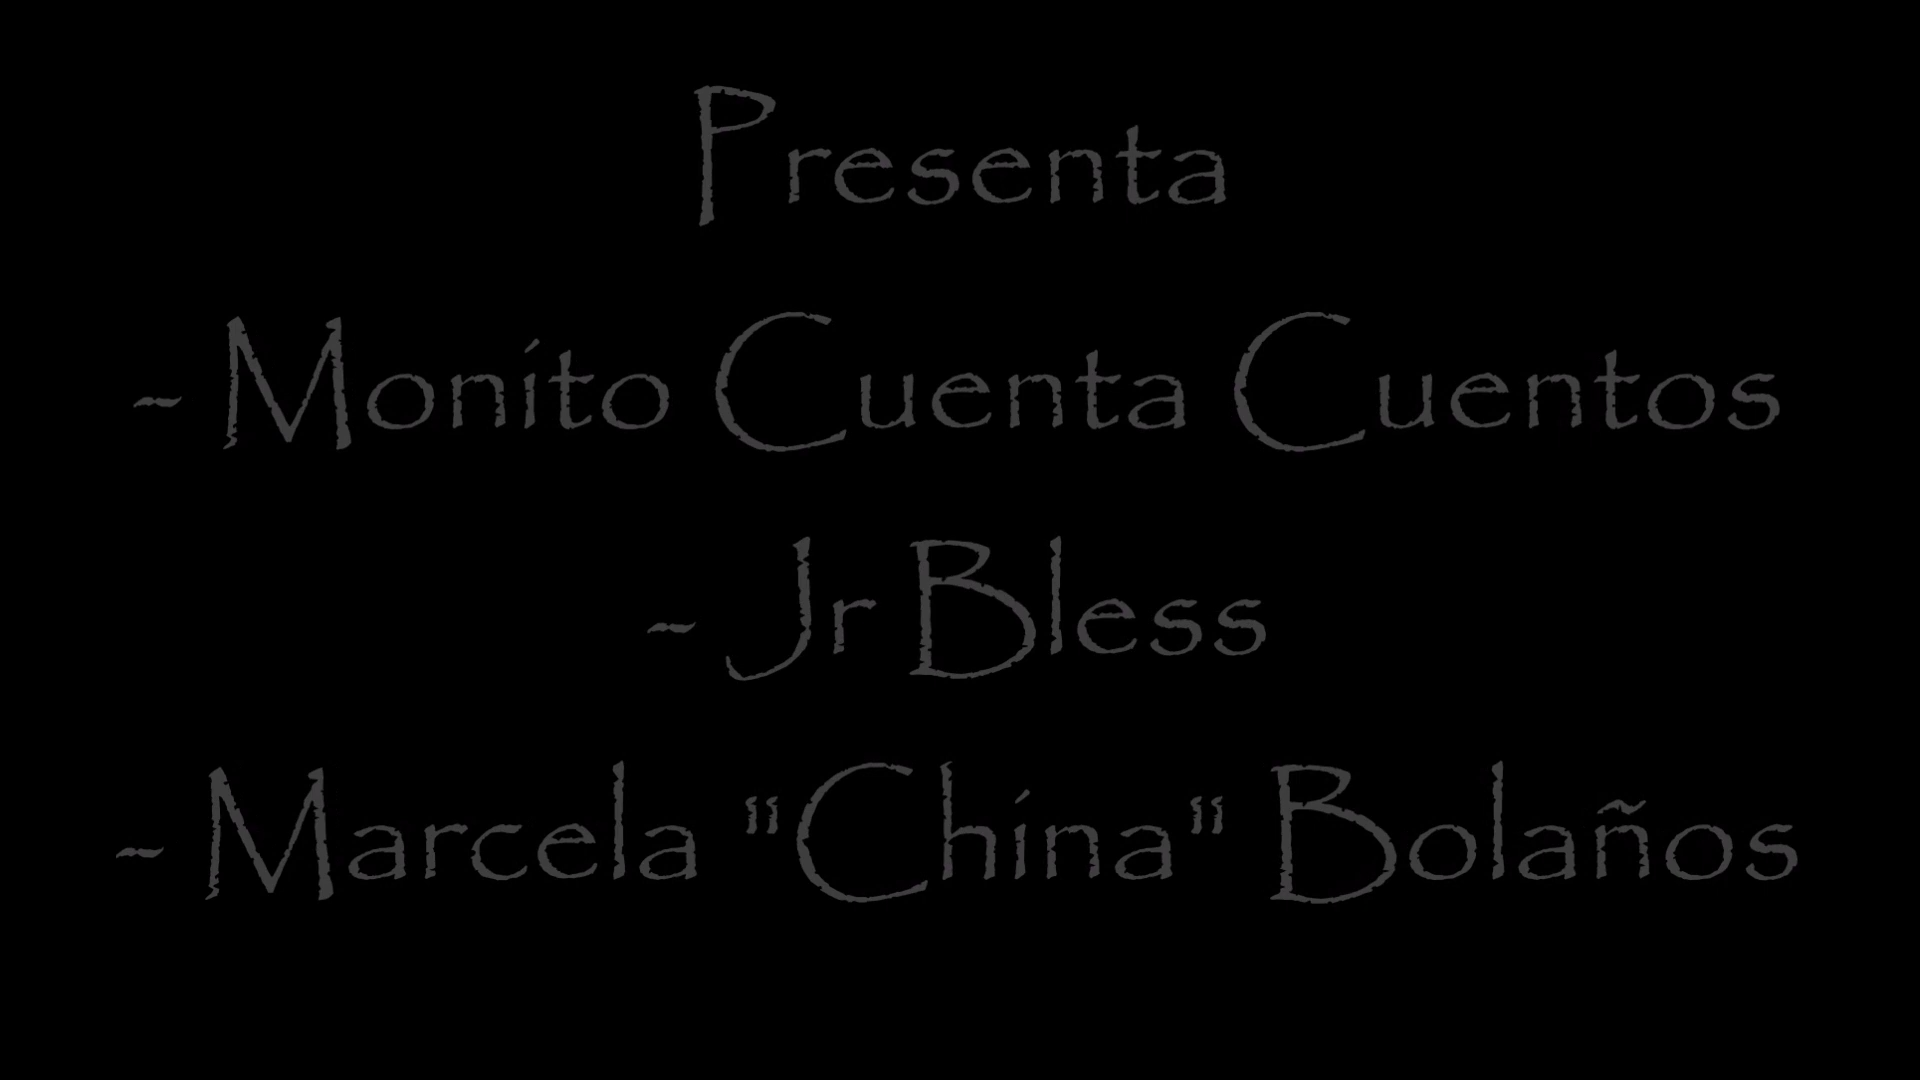 Presenta
- Monito Cuenta Cuentos
- Jr Bless
- Marcela "China" Bolaños